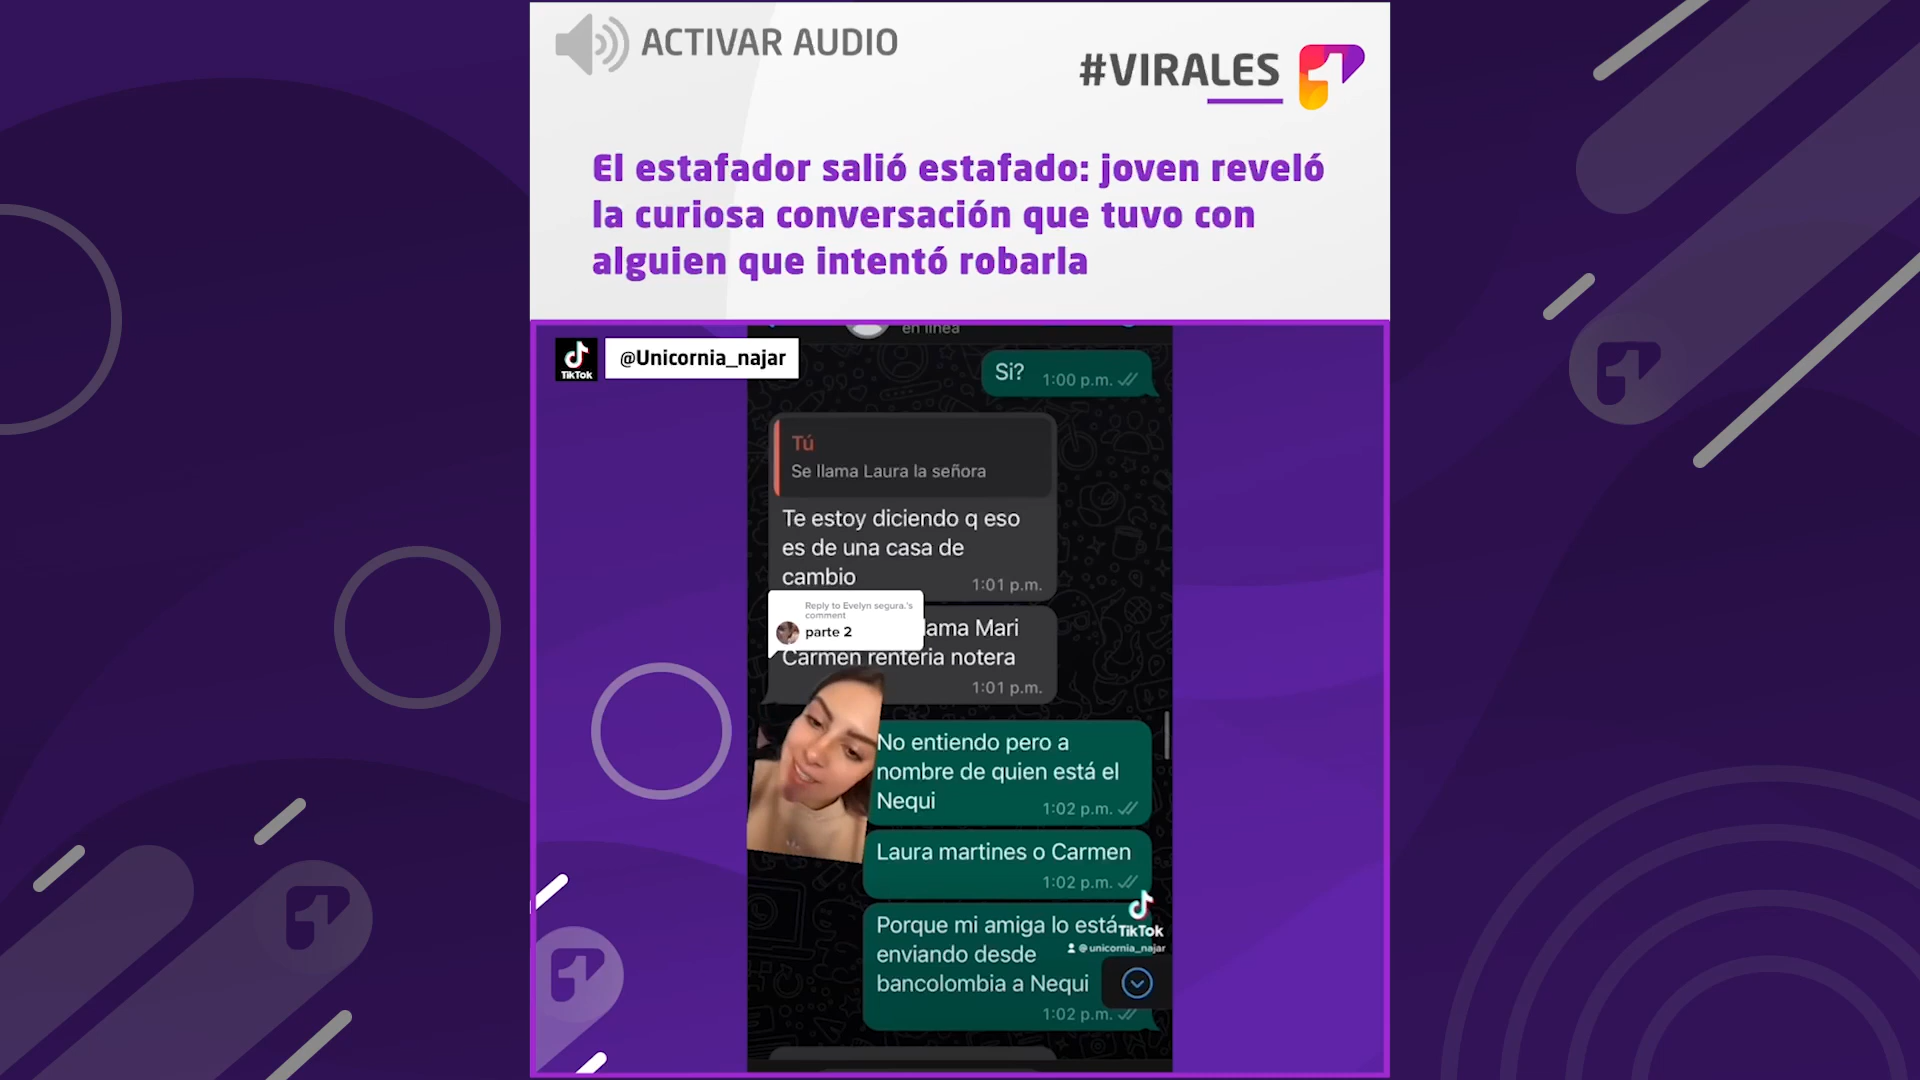 ACTIVAR AUDIO
#VIRALES
El estafador salió estafado: joven reveló
la curiosa conversación que tuvo con
alguien que intentó robarla
TikTok
@Unicornia_najar
en línea
Si?
1:00 p.m.
Tú
Se llama Laura la señora
Te estoy diciendo q eso
es de una casa de
cambio
1:01 p.m.
Reply to Evelyn segura.'s
comment
parte 2
lama Mari
Carmen renteria notera
1:01 p.m.
No entiendo pero a
nombre de quien está el
Nequi
1:02 p.m.
Laura martines o Carmen
1:02 p.m.
Porque mi amiga lo está
enviando desde
bancolombia a Nequi
1:02 p.m.
TikTok
@unicornia_najar